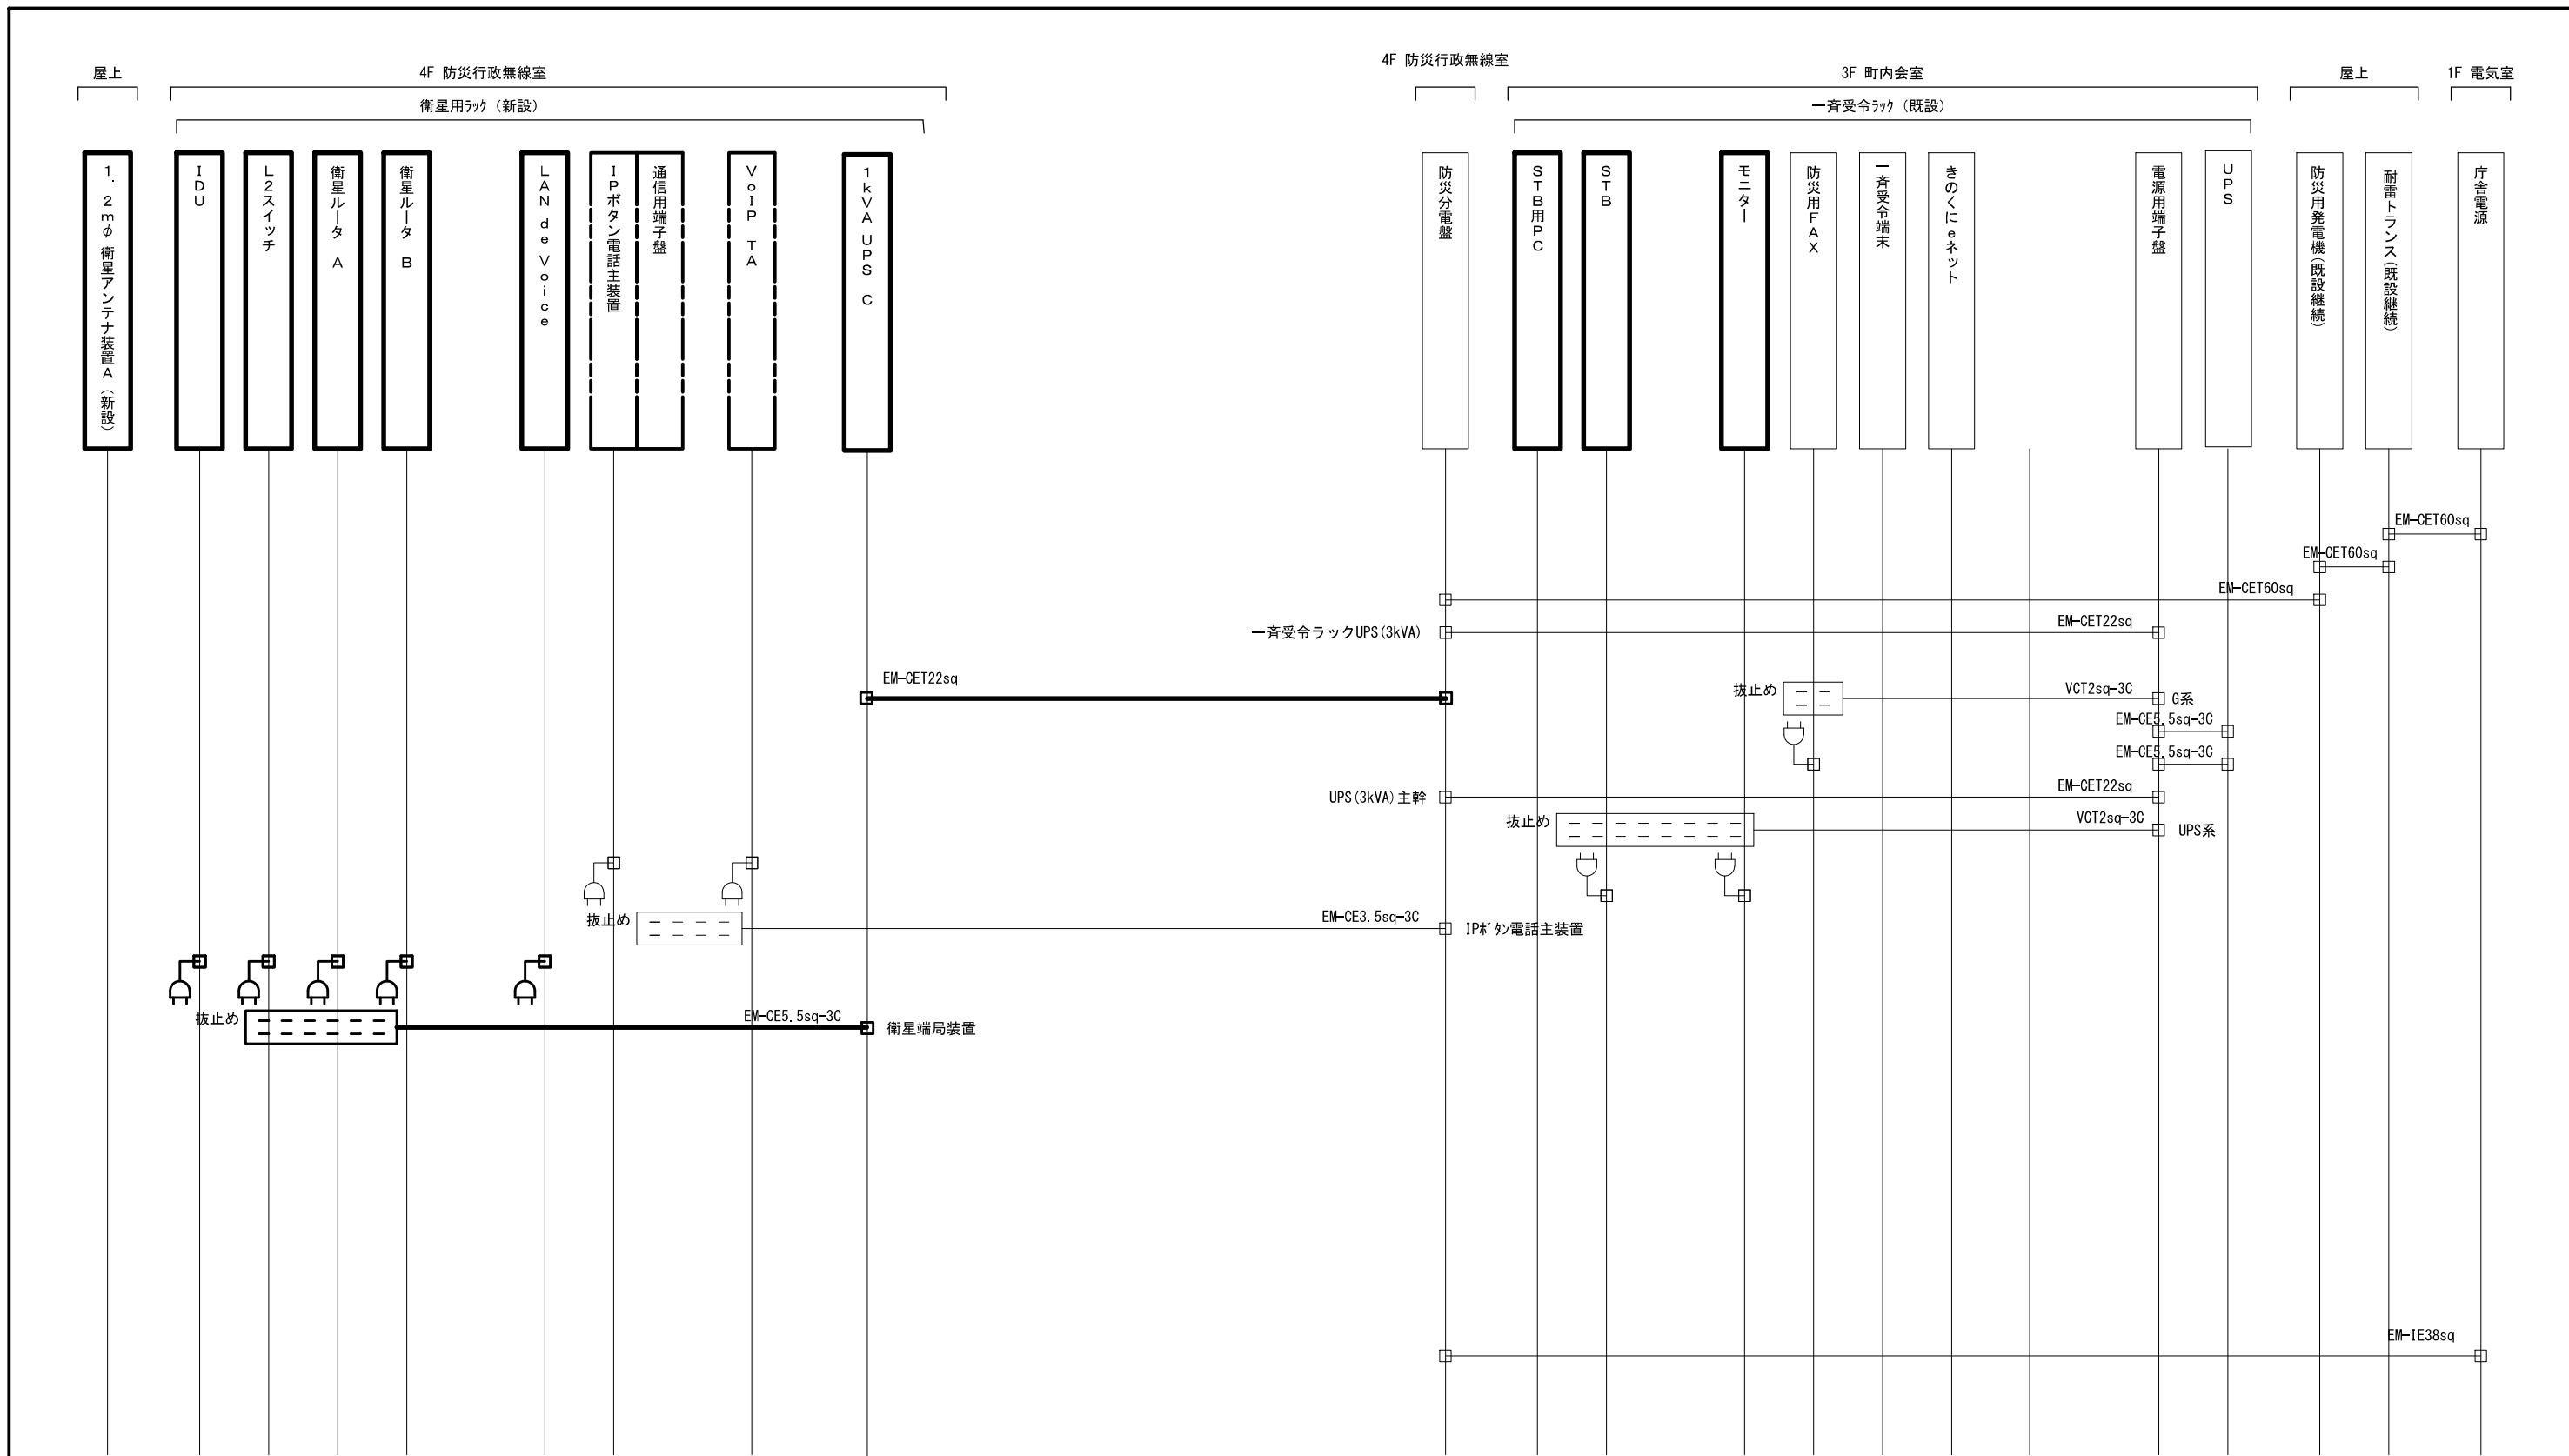 屋上
4F 防災行政無線室
4F 防災行政無線室
3F 町内会室
屋上
1F 電気室
衛星用ﾗｯｸ（新設）
一斉受令ﾗｯｸ（既設）
1．2mφ 衛星アンテナ装置A（新設）
IDU
L2スイッチ
衛星ルータ A
衛星ルータ B
LAN de Voice
IPボタン電話主装置
通信用端子盤
VoIP TA
1kVA UPS C
防災分電盤
STB用PC
STB
モニター
防災用FAX
一斉受令端末
きのくにeネット
電源用端子盤
UPS
防災用発電機（既設継続）
耐雷トランス（既設継続）
庁舎電源
EM-CET60sq
EM-CET60sq
EM-CET60sq
一斉受令ラックUPS(3kVA)
EM-CET22sq
EM-CET22sq
抜止め
VCT2sq-3C
G系
EM-CE5.5sq-3C
EM-CE5.5sq-3C
UPS(3kVA)主幹
EM-CET22sq
抜止め
VCT2sq-3C
UPS系
抜止め
EM-CE3.5sq-3C
IPﾎﾞﾀﾝ電話主装置
抜止め
EM-CE5.5sq-3C
衛星端局装置
EM-IE38sq